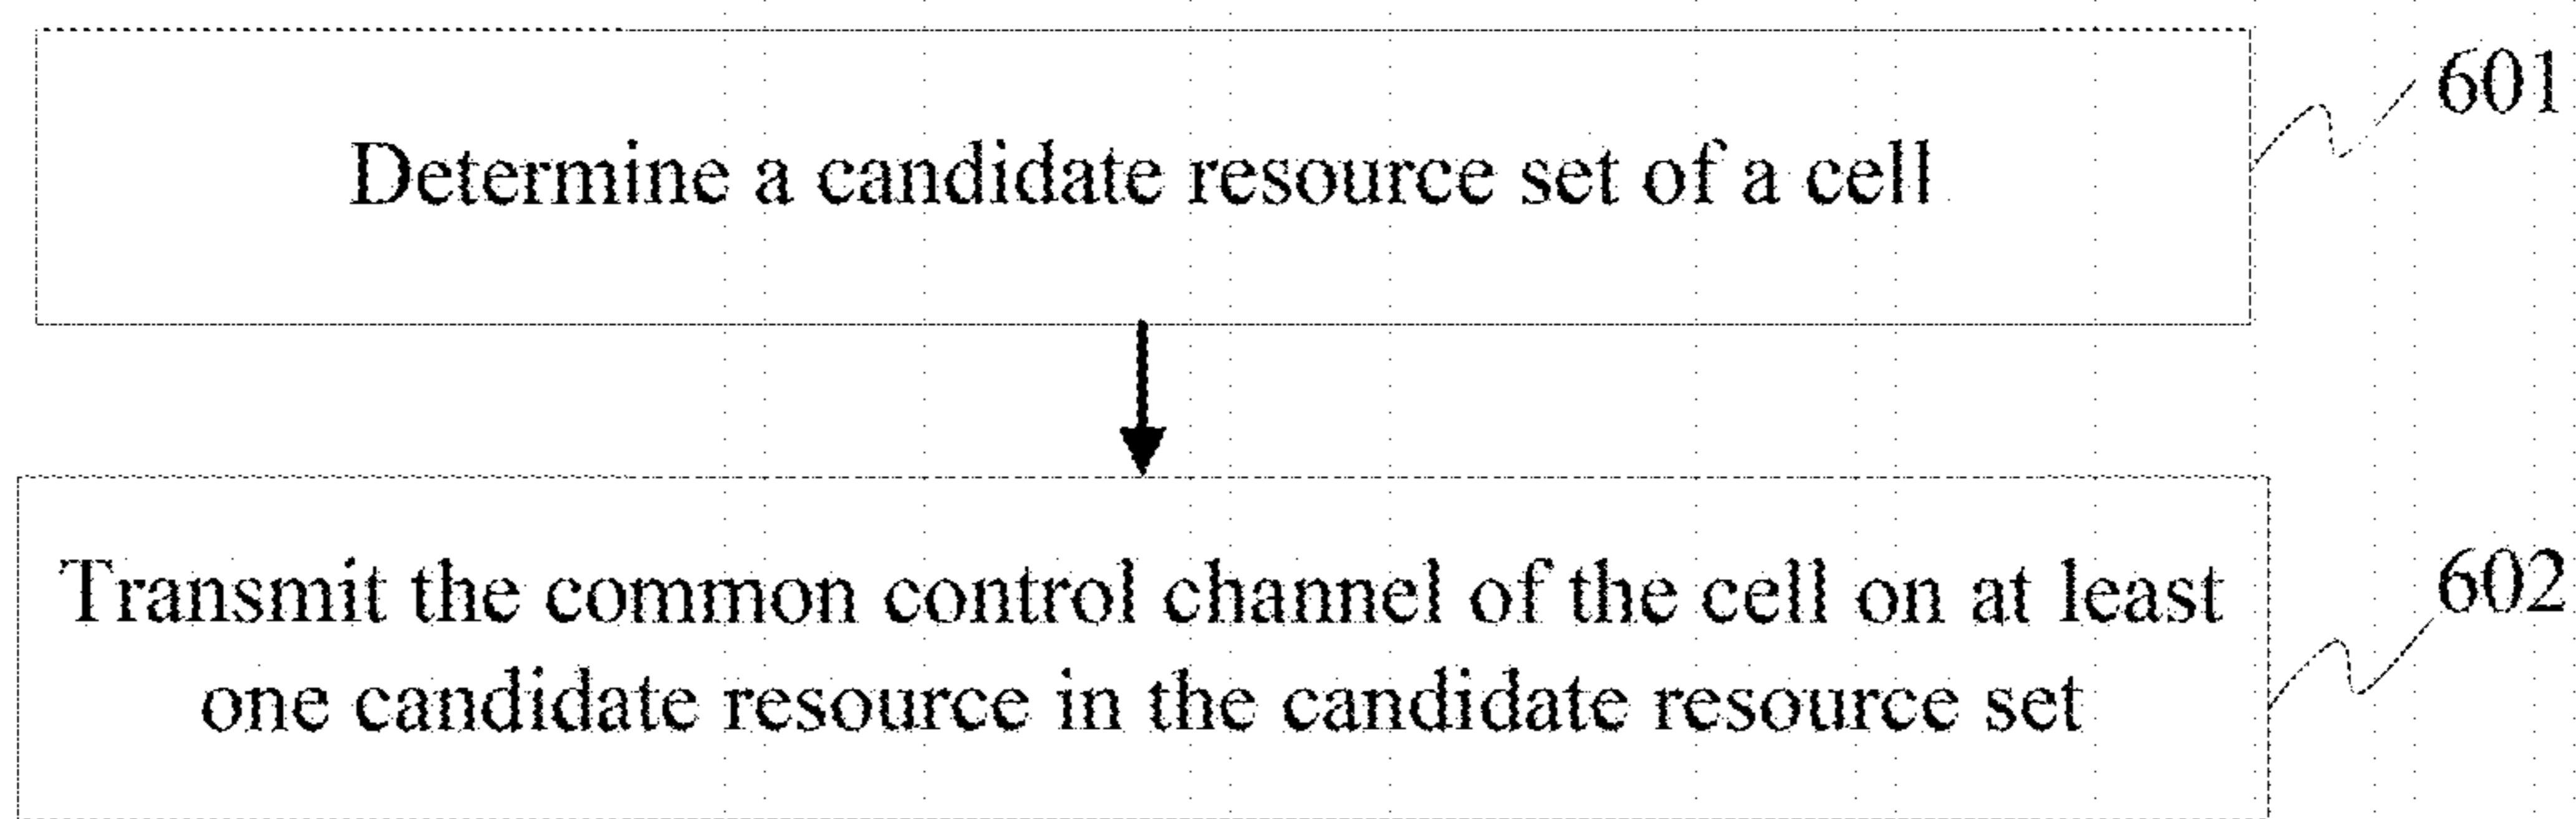 Determine a candidate resource set of a cell
601
Transmit the common control channel of the cell on at least
one candidate resource in the candidate resource set
602